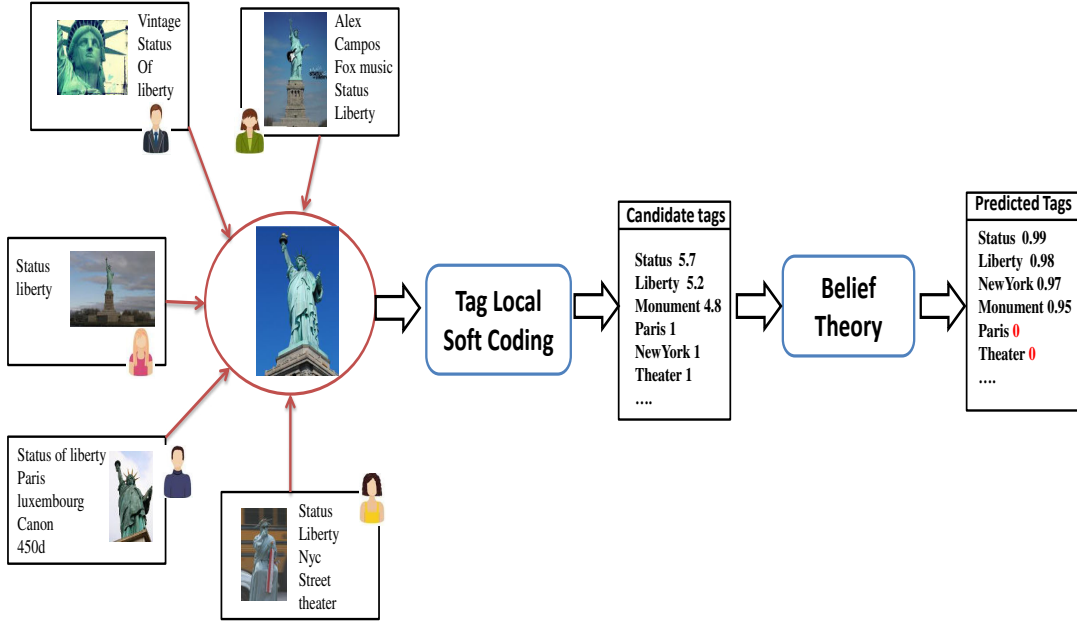 Vintage
Status
Of
liberty
Alex
Campos
Fox music
Status
Liberty
Status
liberty
Status of liberty
Paris
luxembourg
Canon
450d
Status
Liberty
Nyc
Street
theater
Tag Local
Soft Coding
Candidate tags
Status 5.7
Liberty 5.2
Monument 4.8
Paris 1
NewYork 1
Theater 1
....
Belief
Theory
Predicted Tags
Status 0.99
Liberty 0.98
NewYork 0.97
Monument 0.95
Paris 0
Theater 0
....